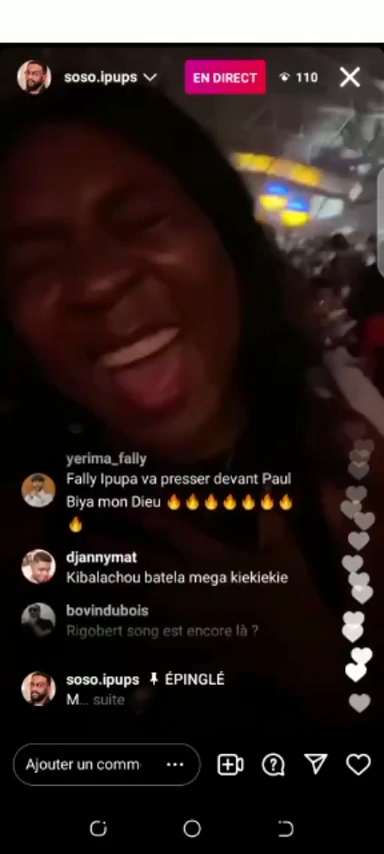 soso.ipups
EN DIRECT
110
yerima_fally
Fally Ipupa va presser devant Paul
Biya mon Dieu 🔥🔥🔥🔥🔥🔥🔥
🔥
djannymat
Kibalachou batela mega kiekiekie
bovindubois
Rigobert song est encore là ?
soso.ipups ÉPINGLÉ
M... suite
Ajouter un comm